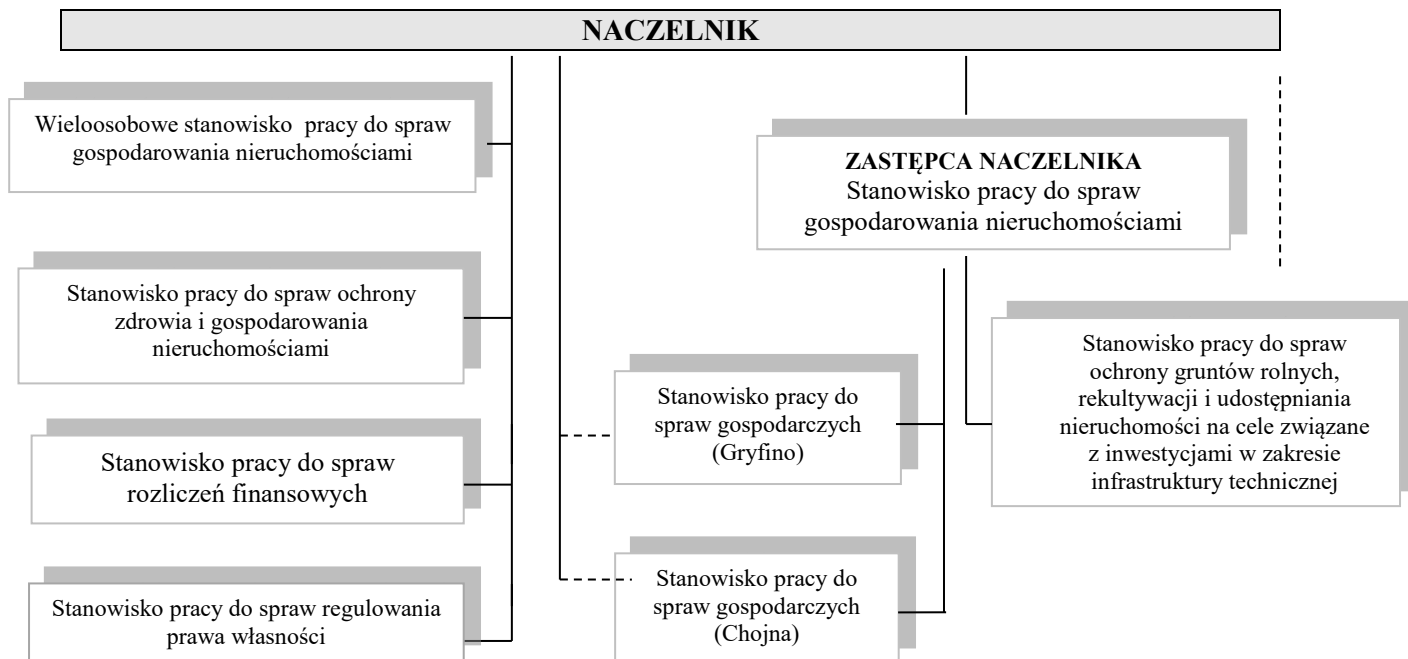 NACZELNIK
Wieloosobowe stanowisko pracy do spraw
gospodarowania nieruchomościami
ZASTĘPCA NACZELNIKA
Stanowisko pracy do spraw
gospodarowania nieruchomościami
Stanowisko pracy do spraw ochrony
zdrowia i gospodarowania
nieruchomościami
Stanowisko pracy do spraw
ochrony gruntów rolnych,
rekultywacji i udostępniania
nieruchomości na cele związane
z inwestycjami w zakresie
infrastruktury technicznej
Stanowisko pracy do
spraw gospodarczych
(Gryfino)
Stanowisko pracy do spraw
rozliczeń finansowych
Stanowisko pracy do
spraw gospodarczych
(Chojna)
Stanowisko pracy do spraw regulowania
prawa własności